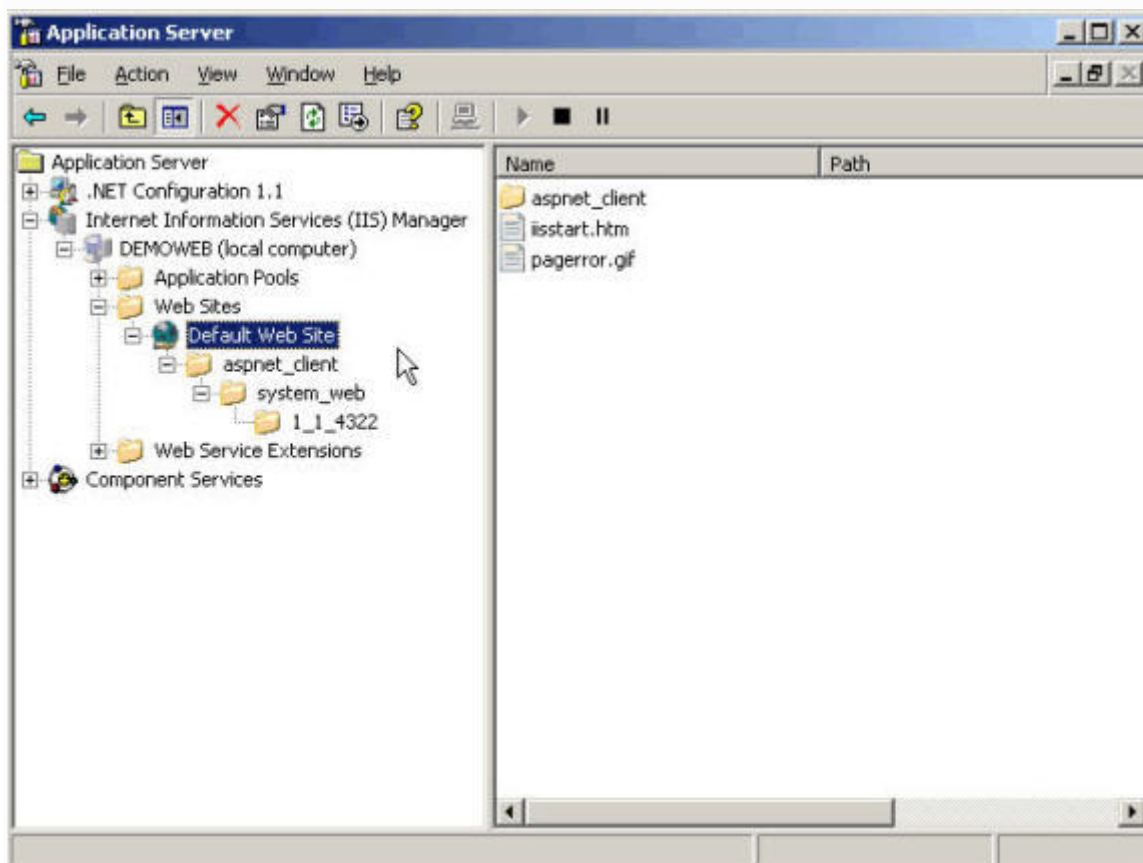 Application Server
File Action View Window Help
Application Server
.NET Configuration 1.1
Internet Information Services (IIS) Manager
DEMOWEB (local computer)
Application Pools
Web Sites
Default Web Site
aspnet_client
system_web
1_1_4322
Web Service Extensions
Component Services
Name Path
aspnet_client
iisstart.htm
pagerror.gif